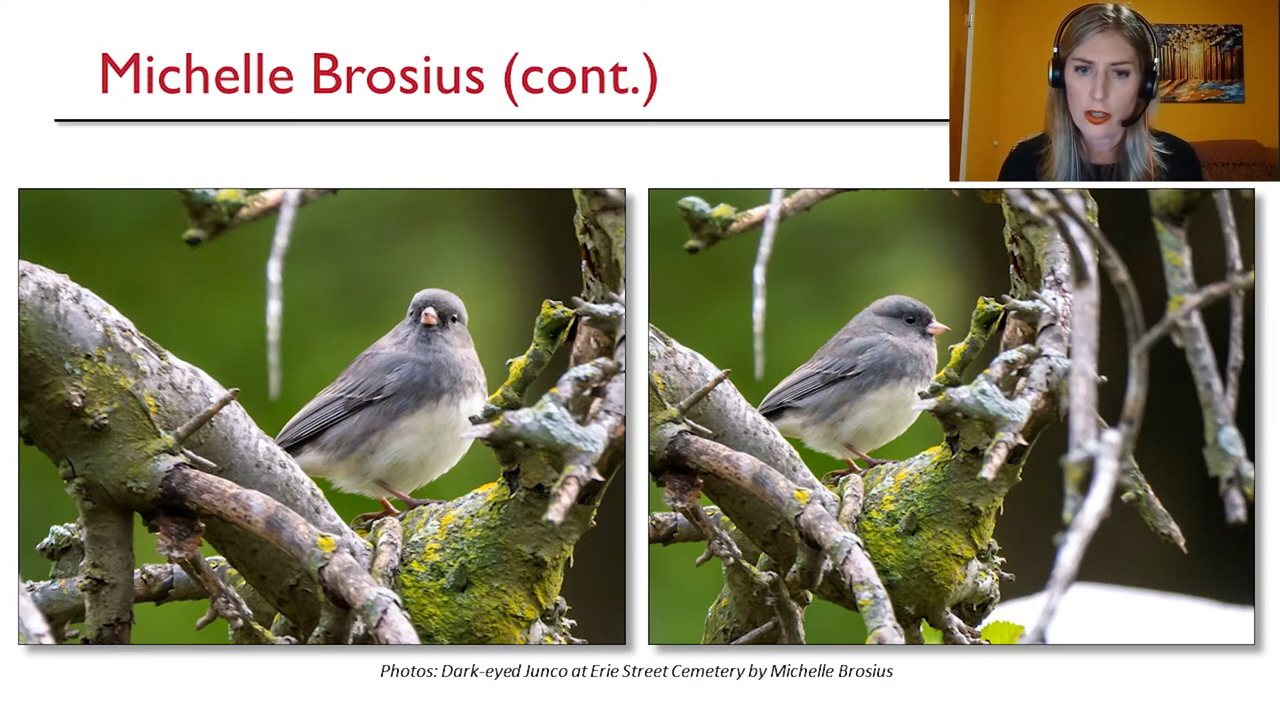 Michelle Brosius (cont.)
Photos: Dark-eyed Junco at Erie Street Cemetery by Michelle Brosius